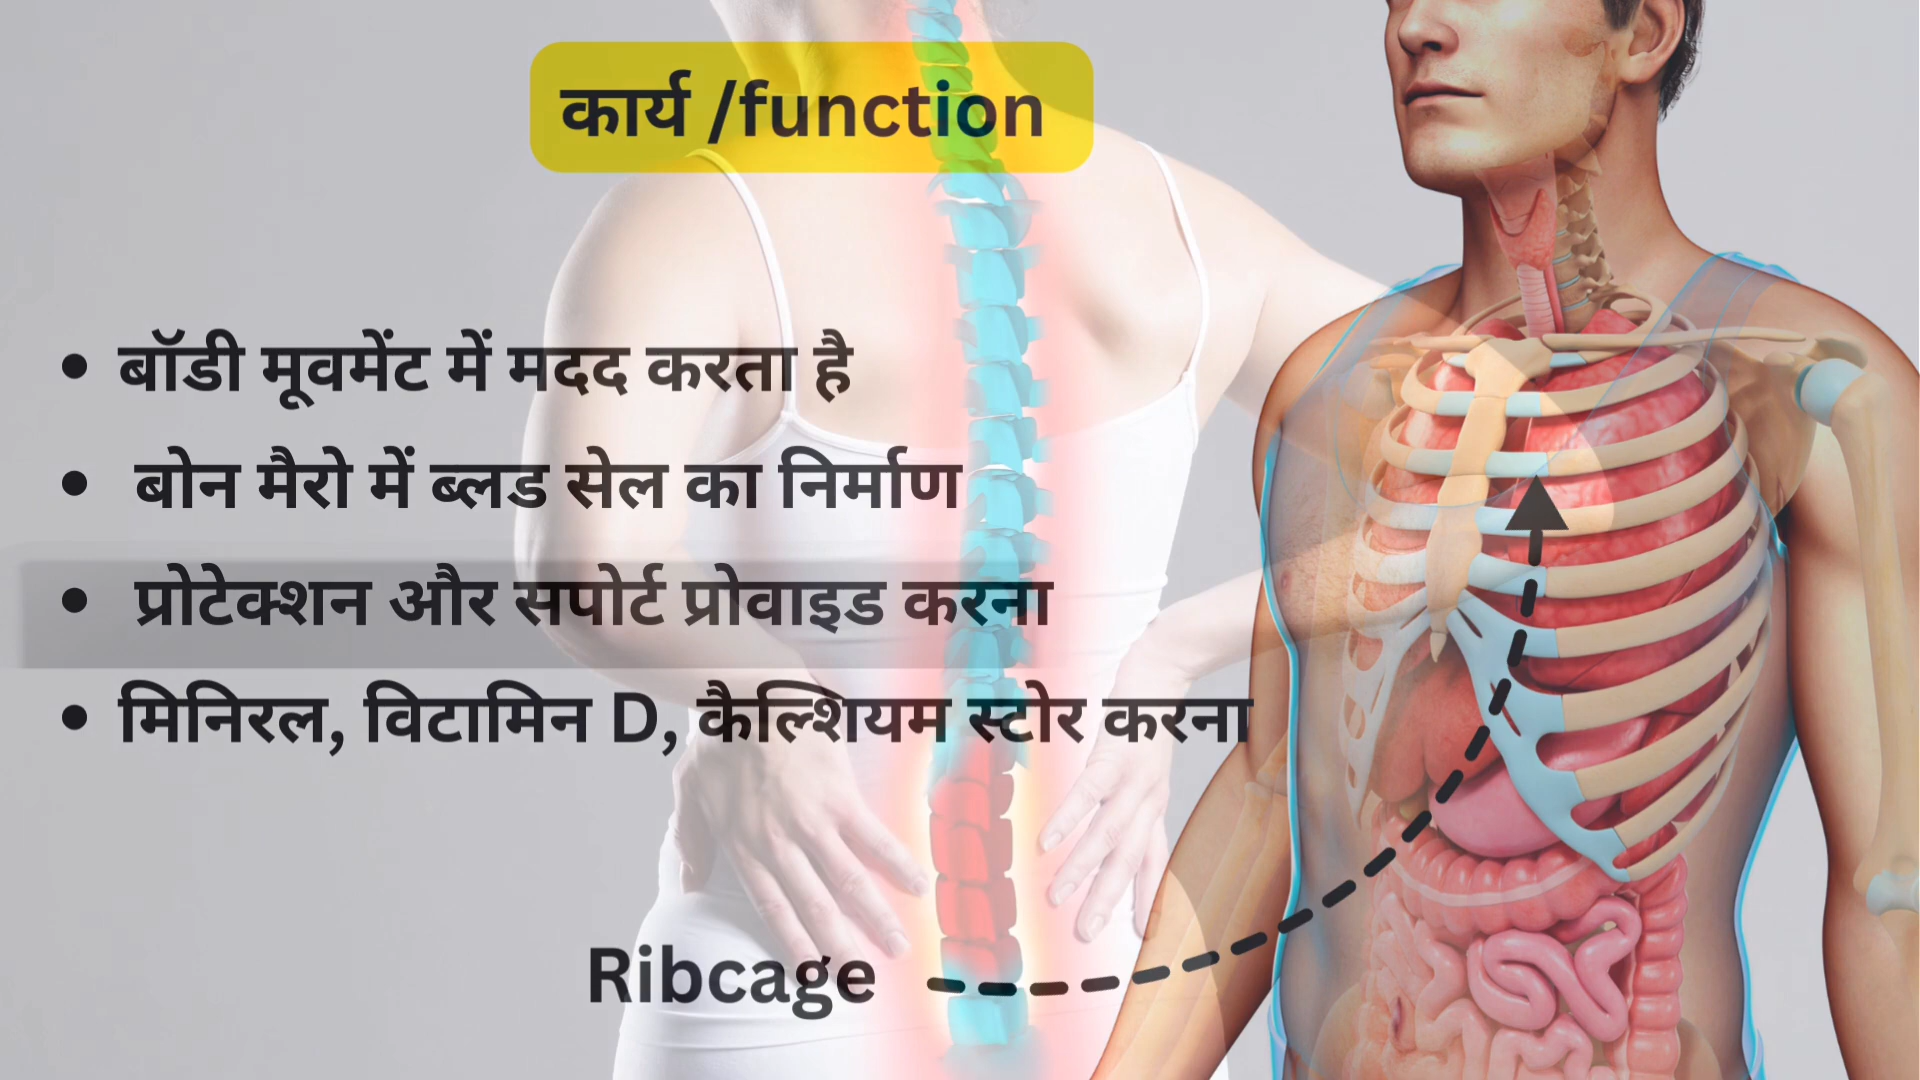 कार्य /function
• बॉडी मूवमेंट में मदद करता है
• बोन मैरो में ब्लड सेल का निर्माण
• प्रोटेक्शन और सपोर्ट प्रोवाइड करना
• मिनिरल, विटामिन D, कैल्शियम स्टोर करना
Ribcage